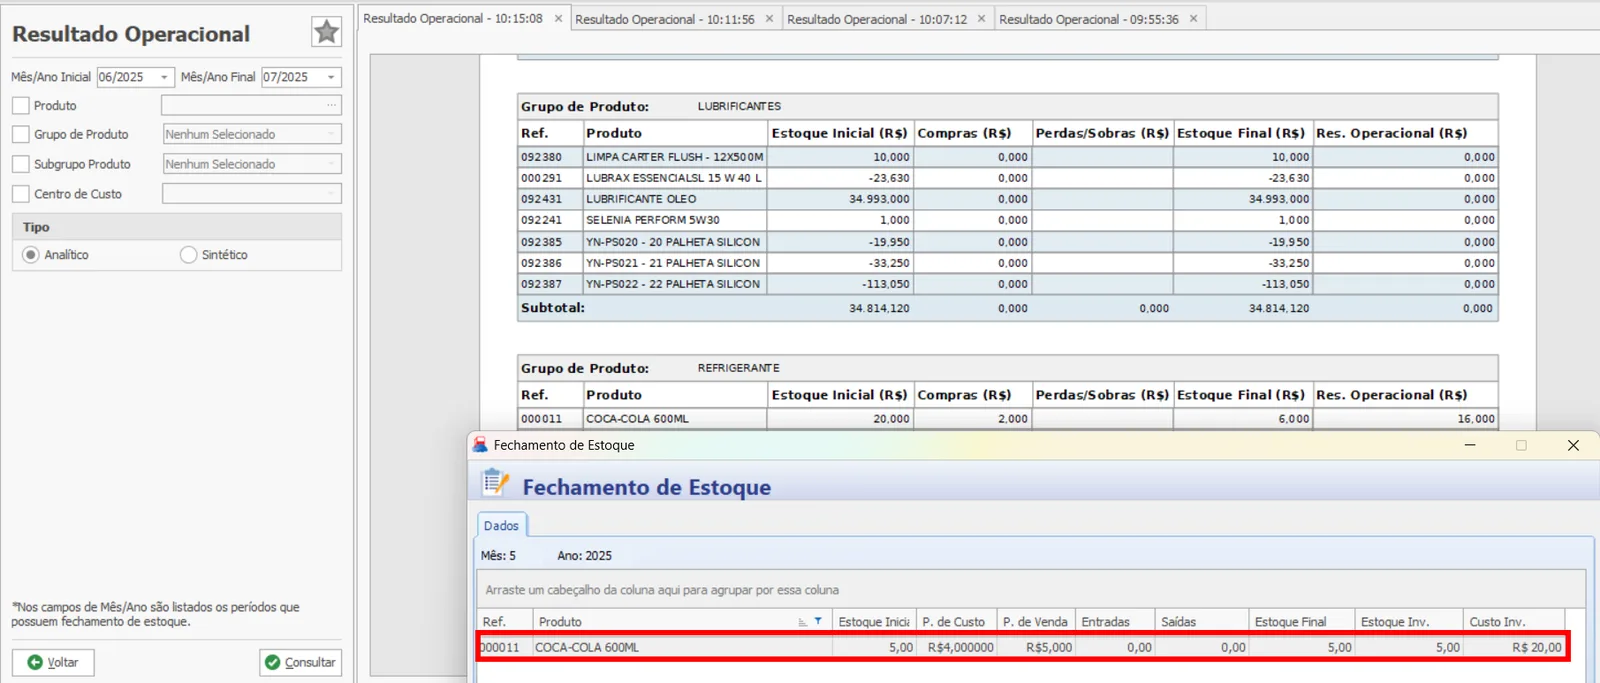 Resultado Operacional - 10:15:08 Resultado Operacional - 10:11:56 Resultado Operacional - 10:07:12 Resultado Operacional - 09:55:36
Resultado Operacional
Mês/Ano Inicial 06/2025 Mês/Ano Final 07/2025
Produto
Grupo de Produto Nenhum Selecionado
Subgrupo Produto Nenhum Selecionado
Centro de Custo
Tipo
Analítico Sintético
*Nos campos de Mês/Ano são listados os períodos que
possuem fechamento de estoque.
Voltar Consultar
Grupo de Produto: LUBRIFICANTES
Ref. Produto Estoque Inicial (R$) Compras (R$) Perdas/Sobras (R$) Estoque Final (R$) Res. Operacional (R$)
092380 LIMPA CARTER FLUSH - 12X500M 10,000 0,000 10,000 0,000
000291 LUBRAX ESSENCIALSL 15 W 40 L -23,630 0,000 -23,630 0,000
092431 LUBRIFICANTE OLEO 34.993,000 0,000 34.993,000 0,000
092241 SELENIA PERFORM 5W30 1,000 0,000 1,000 0,000
092385 YN-PS020 - 20 PALHETA SILICON -19,950 0,000 -19,950 0,000
092386 YN-PS021 - 21 PALHETA SILICON -33,250 0,000 -33,250 0,000
092387 YN-PS022 - 22 PALHETA SILICON -113,050 0,000 -113,050 0,000
Subtotal: 34.814,120 0,000 0,000 34.814,120 0,000
Grupo de Produto: REFRIGERANTE
Ref. Produto Estoque Inicial (R$) Compras (R$) Perdas/Sobras (R$) Estoque Final (R$) Res. Operacional (R$)
000011 COCA-COLA 600ML 20,000 2,000 6,000 16,000
Fechamento de Estoque
Fechamento de Estoque
Dados
Mês: 5 Ano: 2025
Arraste um cabeçalho da coluna aqui para agrupar por essa coluna
Ref. Produto Estoque Inicia P. de Custo P. de Venda Entradas Saídas Estoque Final Estoque Inv. Custo Inv.
000011 COCA-COLA 600ML 5,00 R$4,000000 R$5,000 0,00 0,00 5,00 5,00 R$ 20,00